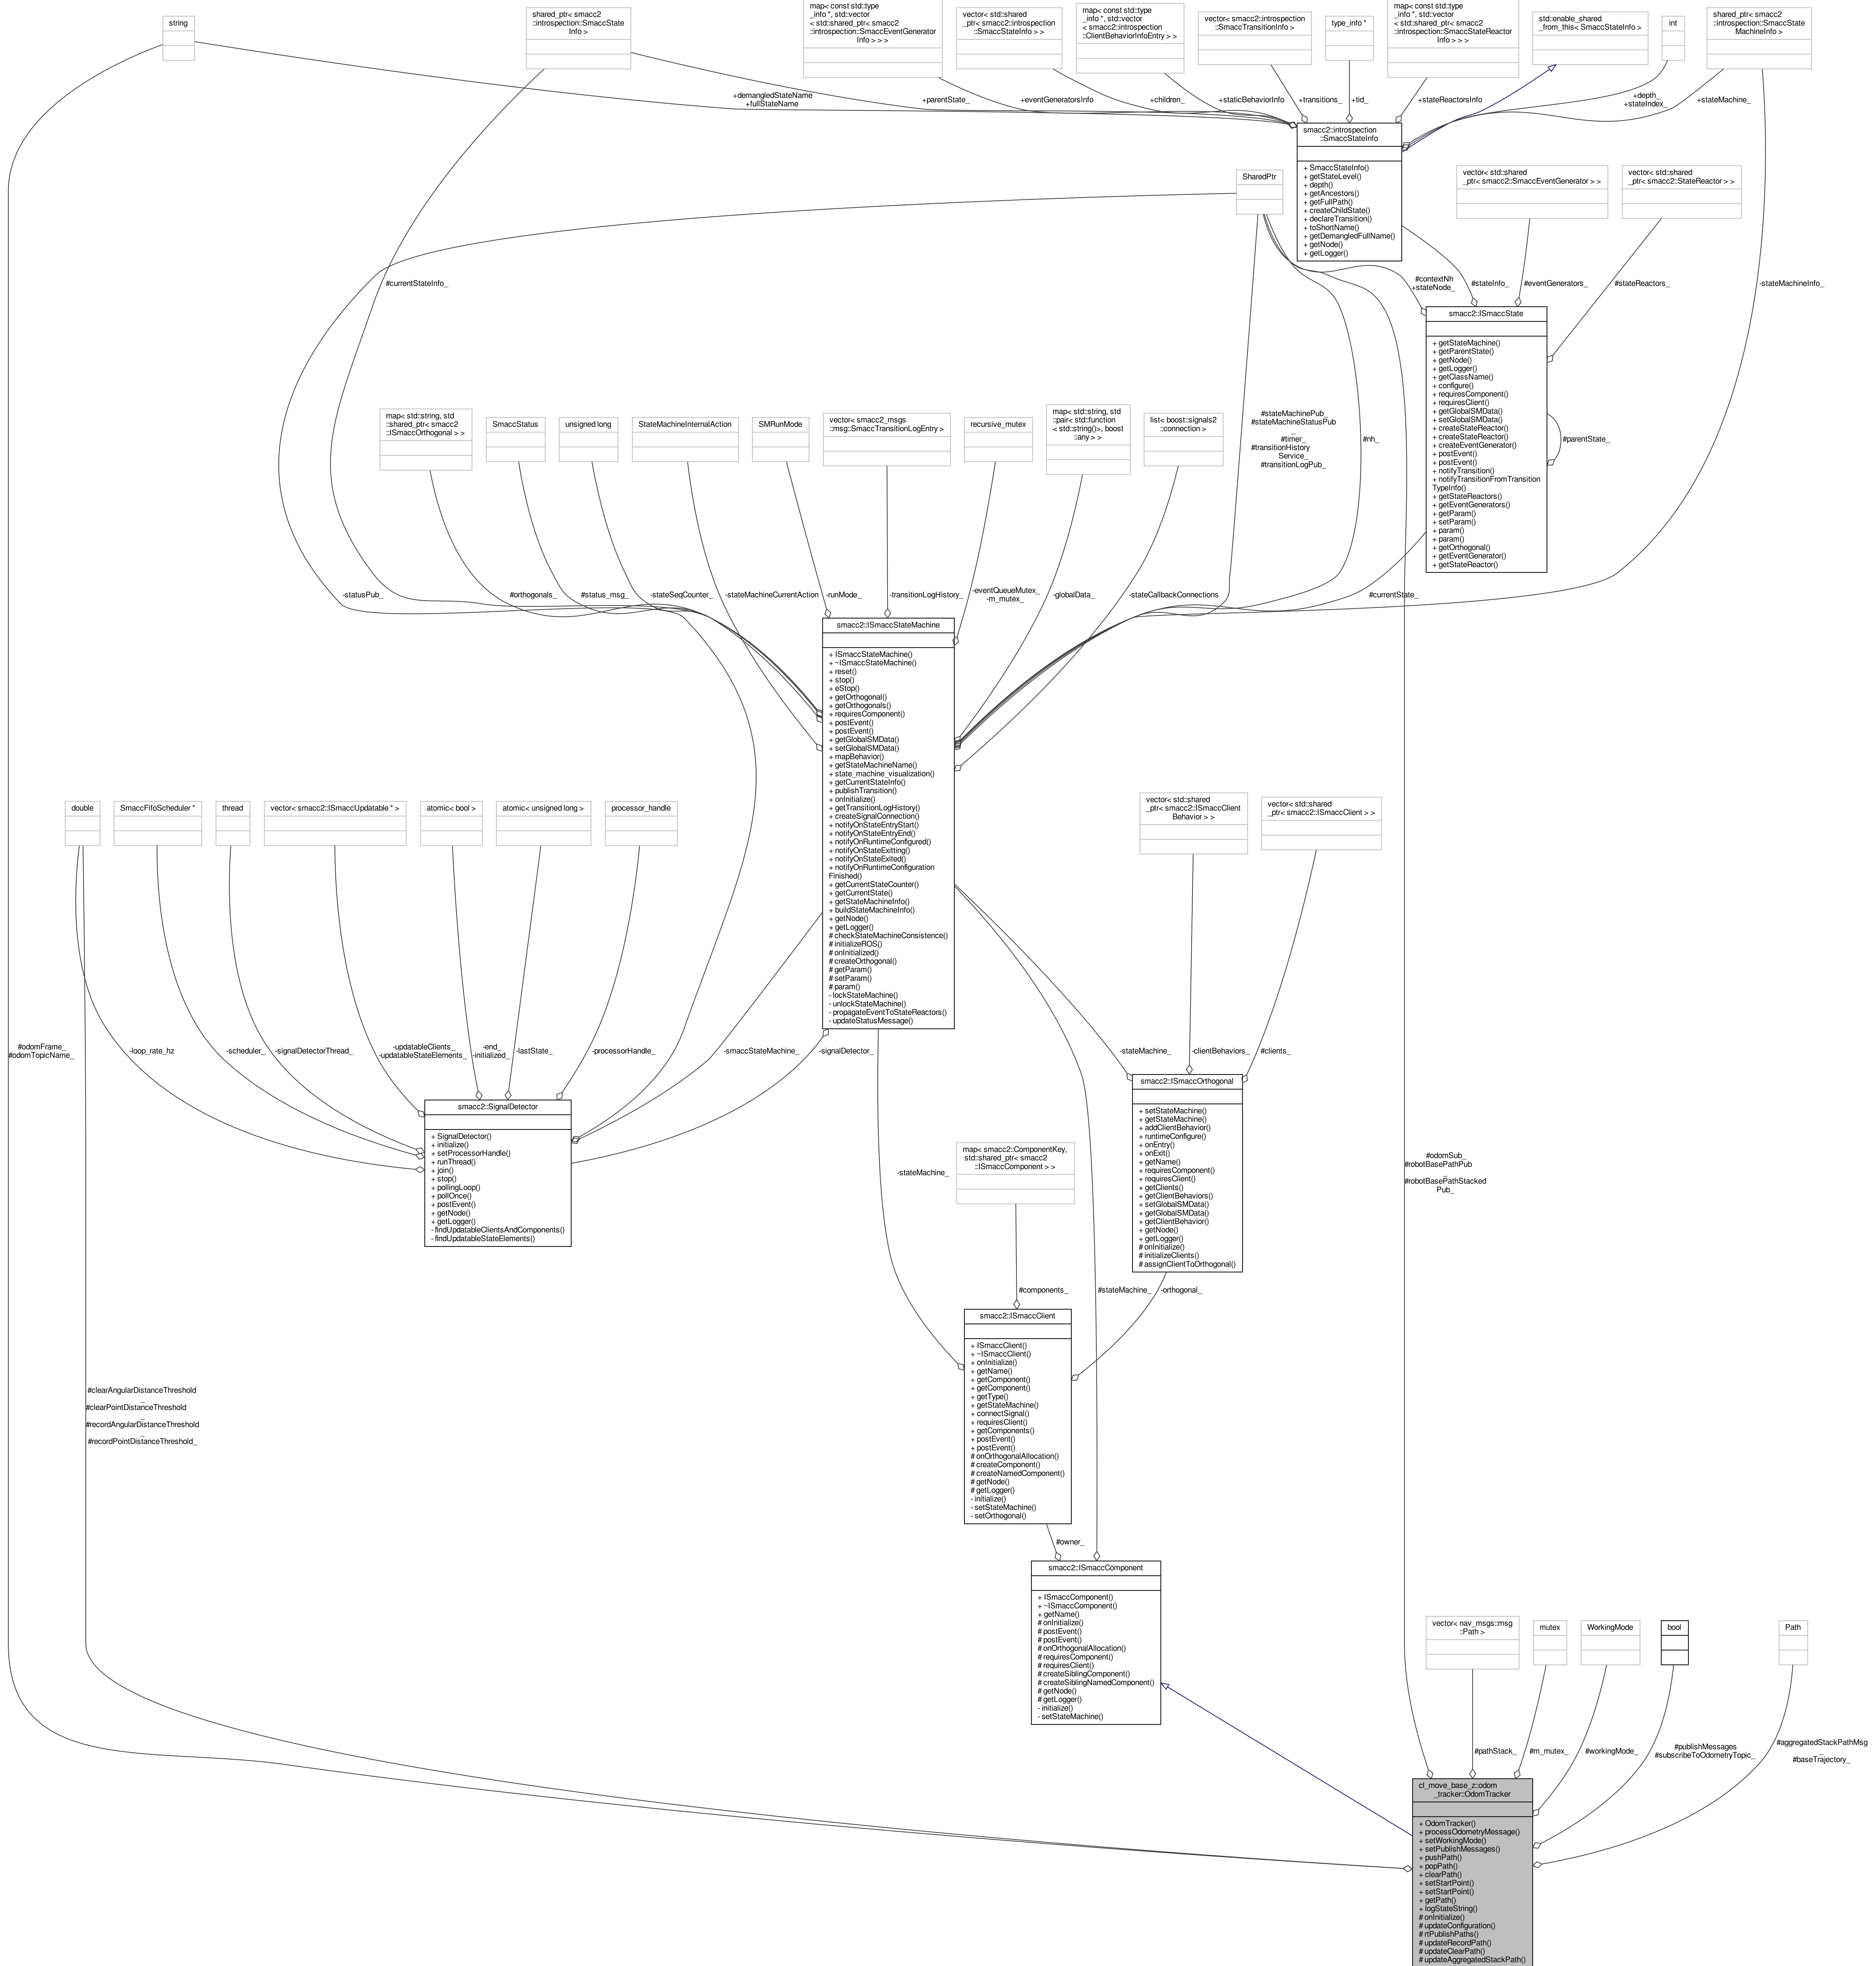 string
shared_ptr< smacc2
::introspection::SmaccState
Info >
map< const std::type
_info *, std::vector
< std::shared_ptr< smacc2
::introspection::SmaccEventGenerator
Info > > >
vector< std::shared
_ptr< smacc2::introspection
::SmaccStateInfo > >
map< const std::type
_info *, std::vector
< smacc2::introspection
::ClientBehaviorInfoEntry > >
vector< smacc2::introspection
::SmaccTransitionInfo >
type_info *
map< const std::type
_info *, std::vector
< std::shared_ptr< smacc2
::introspection::SmaccStateReactor
Info > > >
std::enable_shared
_from_this< SmaccStateInfo >
int
shared_ptr< smacc2
::introspection::SmaccState
MachineInfo >
+demangledStateName
+fullStateName
+parentState_
+eventGeneratorsInfo
+children_
+staticBehaviorInfo
+transitions_
+tid_
+stateReactorsInfo
+depth_
+stateIndex_
+stateMachine_
smacc2::introspection
::SmaccStateInfo
+ SmaccStateInfo()
+ getStateLevel()
+ depth()
+ getAncestors()
+ getFullPath()
+ createChildState()
+ declareTransition()
+ toShortName()
+ getDemangledFullName()
+ getNode()
+ getLogger()
SharedPtr
vector< std::shared
_ptr< smacc2::SmaccEventGenerator > >
vector< std::shared
_ptr< smacc2::StateReactor > >
#currentStateInfo_
#contextNh
+stateNode_
#stateInfo_
#eventGenerators_
#stateReactors_
-stateMachineInfo_
smacc2::ISmaccState
+ getStateMachine()
+ getParentState()
+ getNode()
+ getLogger()
+ getClassName()
+ configure()
+ requiresComponent()
+ requiresClient()
+ getGlobalSMData()
+ setGlobalSMData()
+ createStateReactor()
+ createStateReactor()
+ createEventGenerator()
+ postEvent()
+ postEvent()
+ notifyTransition()
+ notifyTransitionFromTransition
TypeInfo()
+ getStateReactors()
+ getEventGenerators()
+ getParam()
+ setParam()
+ param()
+ param()
+ getOrthogonal()
+ getEventGenerator()
+ getStateReactor()
#parentState_
map< std::string, std
::shared_ptr< smacc2
::ISmaccOrthogonal > >
SmaccStatus
unsigned long
StateMachineInternalAction
SMRunMode
vector< smacc2_msgs
::msg::SmaccTransitionLogEntry >
recursive_mutex
map< std::string, std
::pair< std::function
< std::string()>, boost
::any > >
list< boost::signals2
::connection >
#stateMachinePub_
#stateMachineStatusPub
_
#timer_
#transitionHistory
Service_
#transitionLogPub_
#nh_
-statusPub_
#orthogonals_
#status_msg_
-stateSeqCounter_
-stateMachineCurrentAction
-runMode_
-transitionLogHistory_
-eventQueueMutex_
-m_mutex_
-globalData_
-stateCallbackConnections
#currentState_
smacc2::ISmaccStateMachine
+ ISmaccStateMachine()
+ ~ISmaccStateMachine()
+ reset()
+ stop()
+ eStop()
+ getOrthogonal()
+ getOrthogonals()
+ requiresComponent()
+ postEvent()
+ postEvent()
+ getGlobalSMData()
+ setGlobalSMData()
+ mapBehavior()
+ getStateMachineName()
+ state_machine_visualization()
+ getCurrentStateInfo()
+ publishTransition()
+ onInitialize()
+ getTransitionLogHistory()
+ createSignalConnection()
+ notifyOnStateEntryStart()
+ notifyOnStateEntryEnd()
+ notifyOnRuntimeConfigured()
+ notifyOnStateExitting()
+ notifyOnStateExited()
+ notifyOnRuntimeConfiguration
Finished()
+ getCurrentStateCounter()
+ getCurrentState()
+ getStateMachineInfo()
+ buildStateMachineInfo()
+ getNode()
+ getLogger()
# checkStateMachineConsistence()
# initializeROS()
# onInitialized()
# createOrthogonal()
# getParam()
# setParam()
# param()
- lockStateMachine()
- unlockStateMachine()
- propagateEventToStateReactors()
- updateStatusMessage()
double
SmaccFifoScheduler *
thread
vector< smacc2::ISmaccUpdatable * >
atomic< bool >
atomic< unsigned long >
processor_handle
vector< std::shared
_ptr< smacc2::ISmaccClient
Behavior > >
vector< std::shared
_ptr< smacc2::ISmaccClient > >
#odomFrame_
#odomTopicName_
-loop_rate_hz
-scheduler_
-signalDetectorThread_
-updatableClients_
-updatableStateElements_
-end_
-initialized_
-lastState_
-processorHandle_
-smaccStateMachine_
-signalDetector_
-stateMachine_
-clientBehaviors_
#clients_
smacc2::SignalDetector
+ SignalDetector()
+ initialize()
+ setProcessorHandle()
+ runThread()
+ join()
+ stop()
+ pollingLoop()
+ pollOnce()
+ postEvent()
+ getNode()
+ getLogger()
- findUpdatableClientsAndComponents()
- findUpdatableStateElements()
smacc2::ISmaccOrthogonal
+ setStateMachine()
+ getStateMachine()
+ addClientBehavior()
+ runtimeConfigure()
+ onEntry()
+ onExit()
+ getName()
+ requiresComponent()
+ requiresClient()
+ getClients()
+ getClientBehaviors()
+ setGlobalSMData()
+ getGlobalSMData()
+ getClientBehavior()
+ getNode()
+ getLogger()
# onInitialize()
# initializeClients()
# assignClientToOrthogonal()
map< smacc2::ComponentKey,
std::shared_ptr< smacc2
::ISmaccComponent > >
-stateMachine_
#odomSub_
#robotBasePathPub
_
#robotBasePathStacked
Pub_
#components_
#stateMachine_
-orthogonal_
smacc2::ISmaccClient
+ ISmaccClient()
+ ~ISmaccClient()
+ onInitialize()
+ getName()
+ getComponent()
+ getComponent()
+ getType()
+ getStateMachine()
+ connectSignal()
+ requiresClient()
+ getComponents()
+ postEvent()
+ postEvent()
# onOrthogonalAllocation()
# createComponent()
# createNamedComponent()
# getNode()
# getLogger()
- initialize()
- setStateMachine()
- setOrthogonal()
#clearAngularDistanceThreshold
_
#clearPointDistanceThreshold
_
#recordAngularDistanceThreshold
_
#recordPointDistanceThreshold_
#owner_
smacc2::ISmaccComponent
+ ISmaccComponent()
+ ~ISmaccComponent()
+ getName()
# onInitialize()
# postEvent()
# postEvent()
# onOrthogonalAllocation()
# requiresComponent()
# requiresClient()
# createSiblingComponent()
# createSiblingNamedComponent()
# getNode()
# getLogger()
- initialize()
- setStateMachine()
vector< nav_msgs::msg
::Path >
mutex
WorkingMode
bool
Path
#pathStack_
#m_mutex_
#workingMode_
#publishMessages
#subscribeToOdometryTopic_
#aggregatedStackPathMsg
_
#baseTrajectory_
cl_move_base_z::odom
_tracker::OdomTracker
+ OdomTracker()
+ processOdometryMessage()
+ setWorkingMode()
+ setPublishMessages()
+ pushPath()
+ popPath()
+ clearPath()
+ setStartPoint()
+ setStartPoint()
+ getPath()
+ logStateString()
# onInitialize()
# updateConfiguration()
# rtPublishPaths()
# updateRecordPath()
# updateClearPath()
# updateAggregatedStackPath()